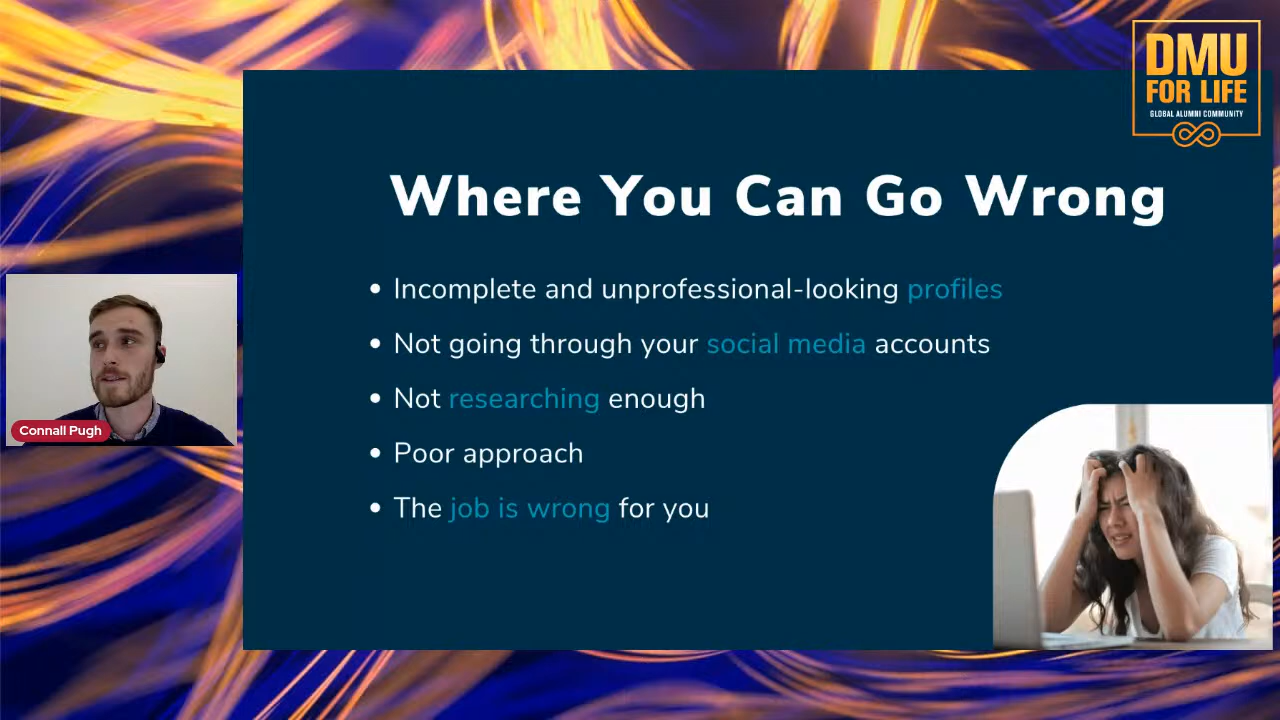 DMU
FOR LIFE
GLOBAL ALUMNI COMMUNITY
Where You Can Go Wrong
• Incomplete and unprofessional-looking profiles
• Not going through your social media accounts
• Not researching enough
• Poor approach
• The job is wrong for you
Connall Pugh